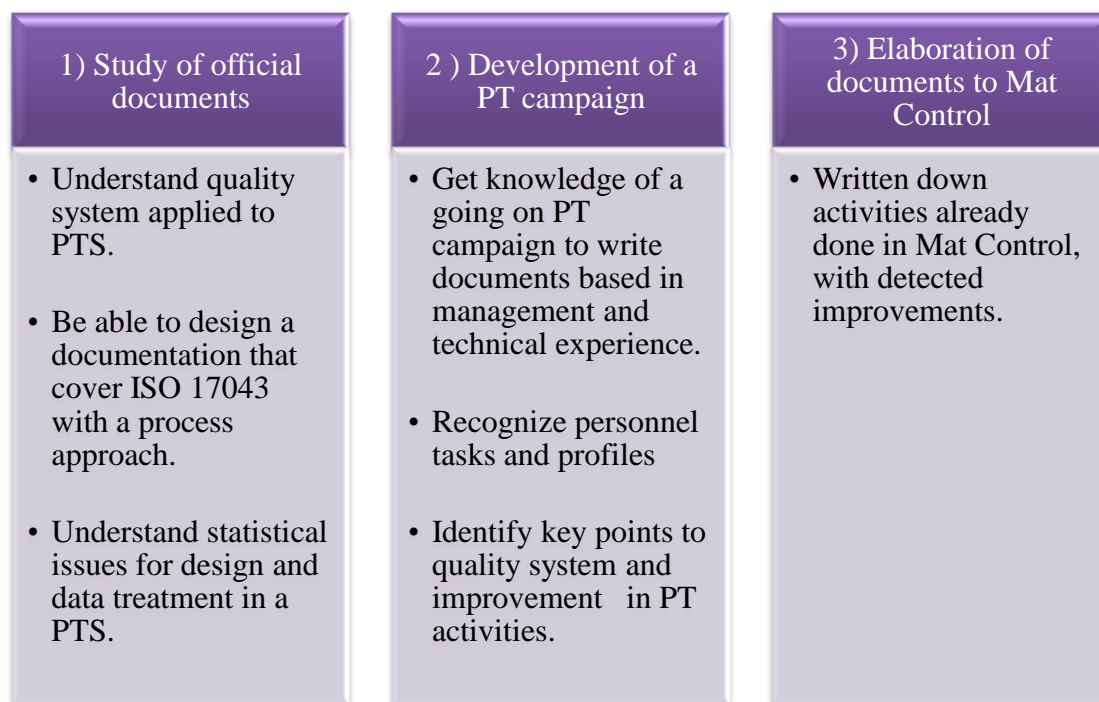 1) Study of official
documents
• Understand quality
system applied to
PTS.
• Be able to design a
documentation that
cover ISO 17043
with a process
approach.
• Understand statistical
issues for design and
data treatment in a
PTS.
2 ) Development of a
PT campaign
• Get knowledge of a
going on PT
campaign to write
documents based in
management and
technical experience.
• Recognize personnel
tasks and profiles
• Identify key points to
quality system and
improvement in PT
activities.
3) Elaboration of
documents to Mat
Control
• Written down
activities already
done in Mat Control,
with detected
improvements.